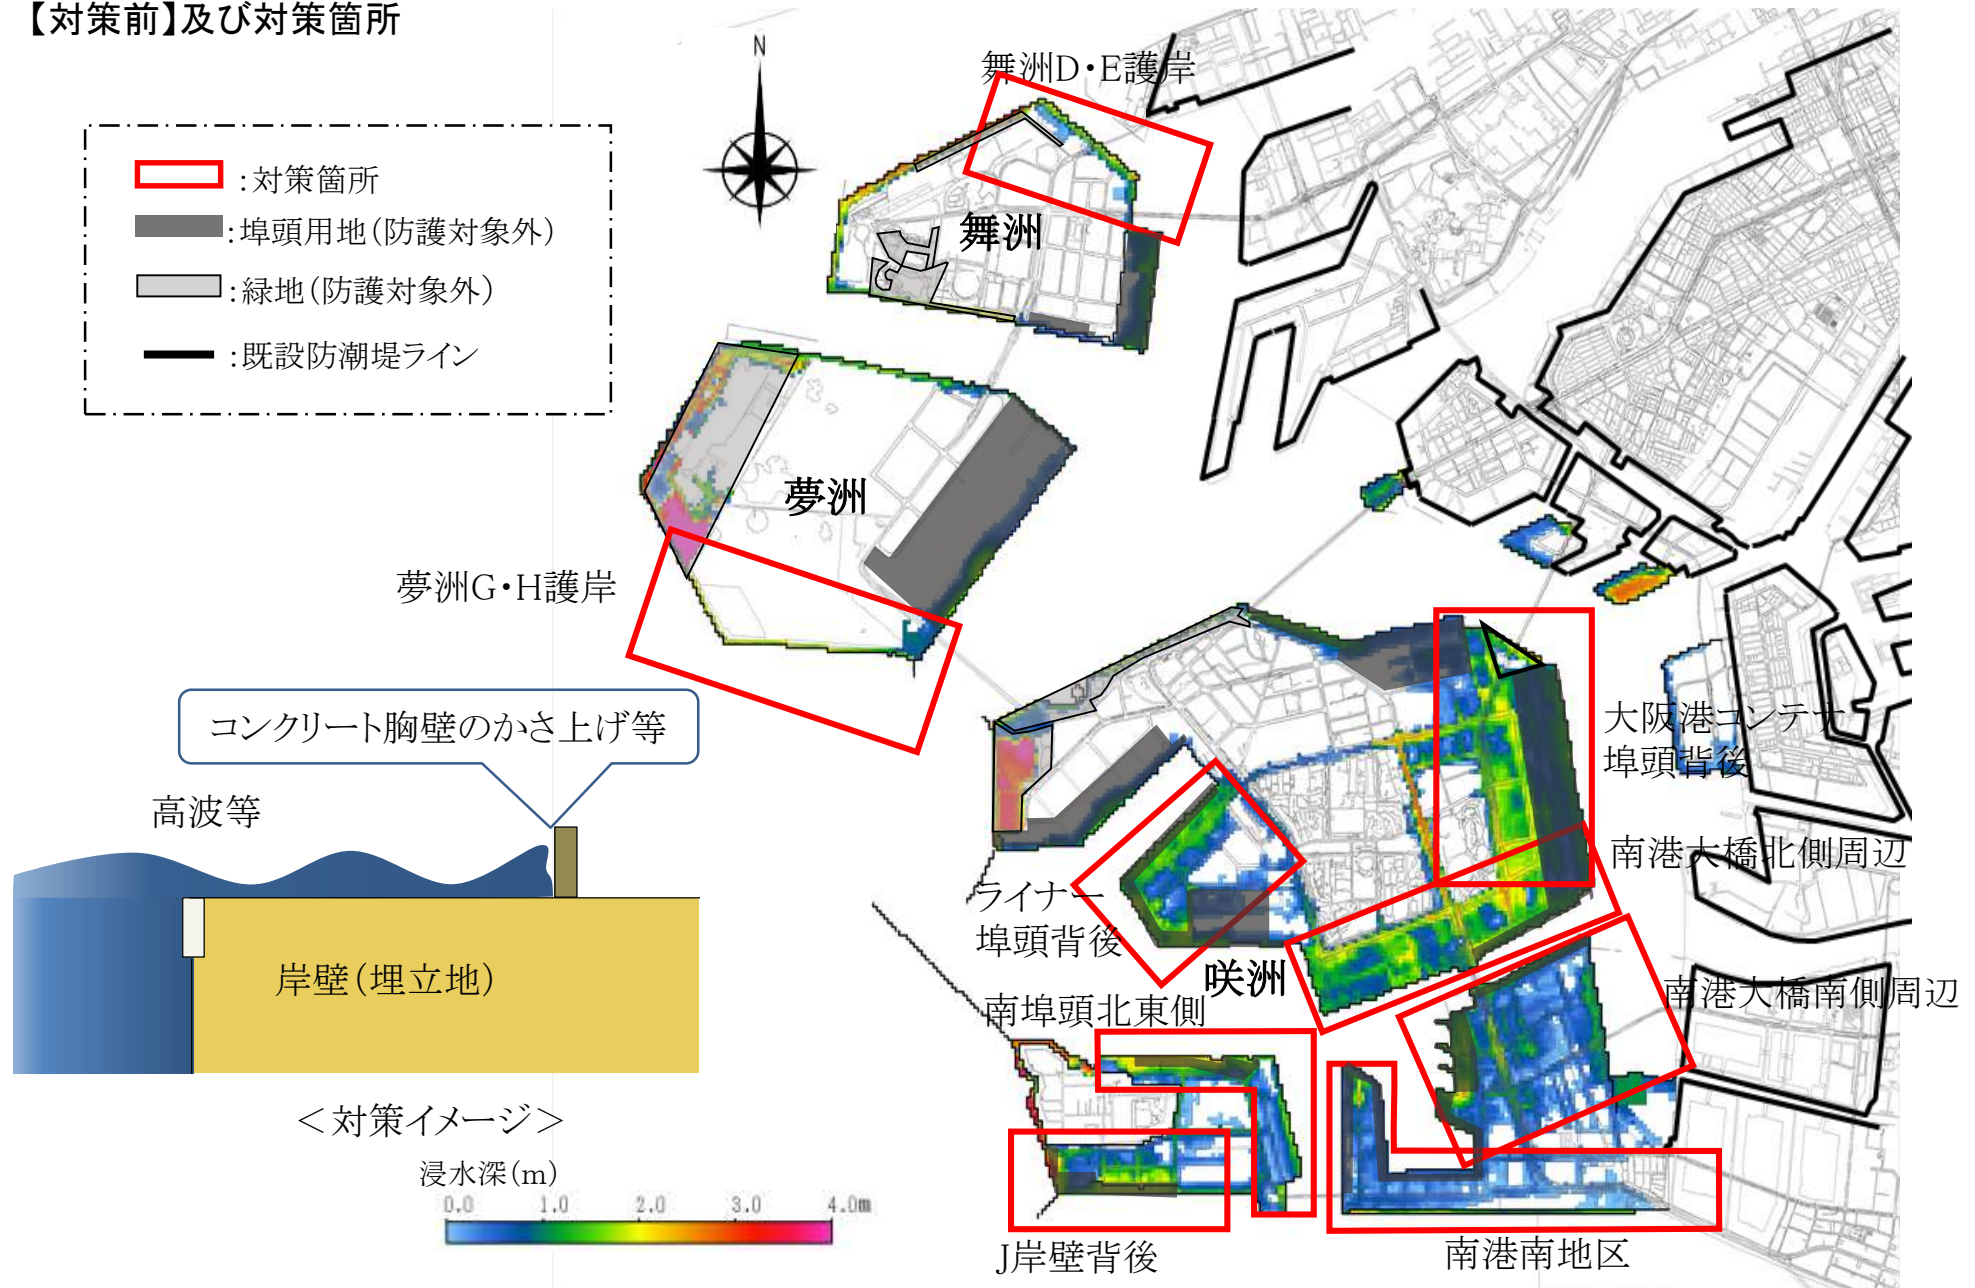 【対策前】及び対策箇所
N
:対策箇所
:埠頭用地(防護対象外)
:緑地(防護対象外)
:既設防潮堤ライン
舞洲D・E護岸
舞洲
夢洲
夢洲G・H護岸
コンクリート胸壁のかさ上げ等
高波等
岸壁(埋立地)
<対策イメージ>
浸水深(m)
0.0 1.0 2.0 3.0 4.0m
大阪港コンテナ
埠頭背後
南港大橋北側周辺
ライナー
埠頭背後
咲洲
南港大橋南側周辺
南埠頭北東側
J岸壁背後
南港南地区